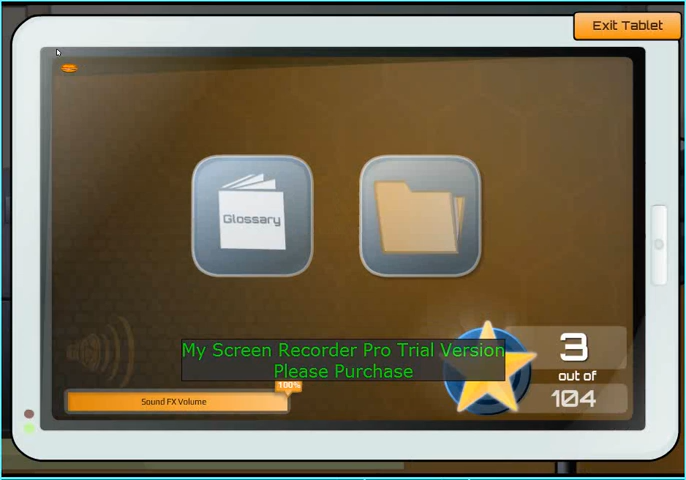 Exit Tablet
Glossary
My Screen Recorder Pro Trial Version
Please Purchase
3
out of
104
100%
Sound FX Volume